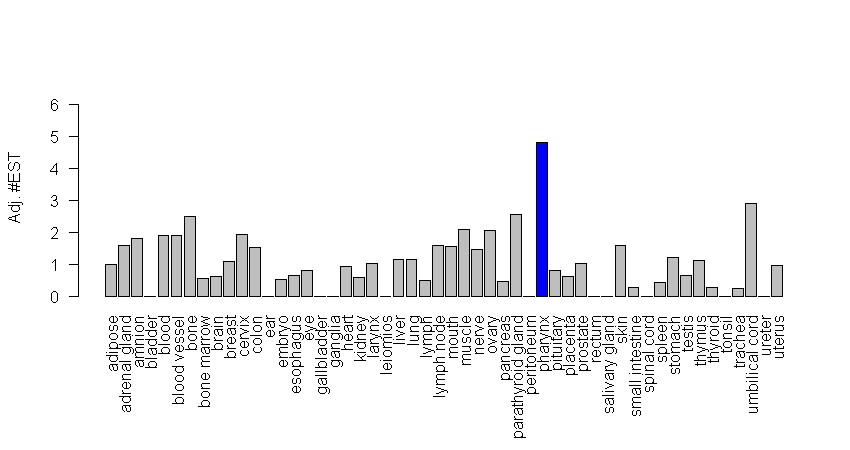 6
5
4
3
2
1
0
Adj. #EST
adipose
adrenal gland
amnion
bladder
blood
blood vessel
bone
bone marrow
brain
breast
cervix
colon
ear
embryo
esophagus
eye
gallbladder
ganglia
heart
kidney
larynx
leiomios
liver
lung
lymph
lymph node
mouth
muscle
nerve
ovary
pancreas
parathyroid gland
peritoneum
pharynx
pituitary
placenta
prostate
rectum
salivary gland
skin
small intestine
spinal cord
spleen
stomach
testis
thymus
thyroid
tonsil
trachea
umbilical cord
ureter
uterus